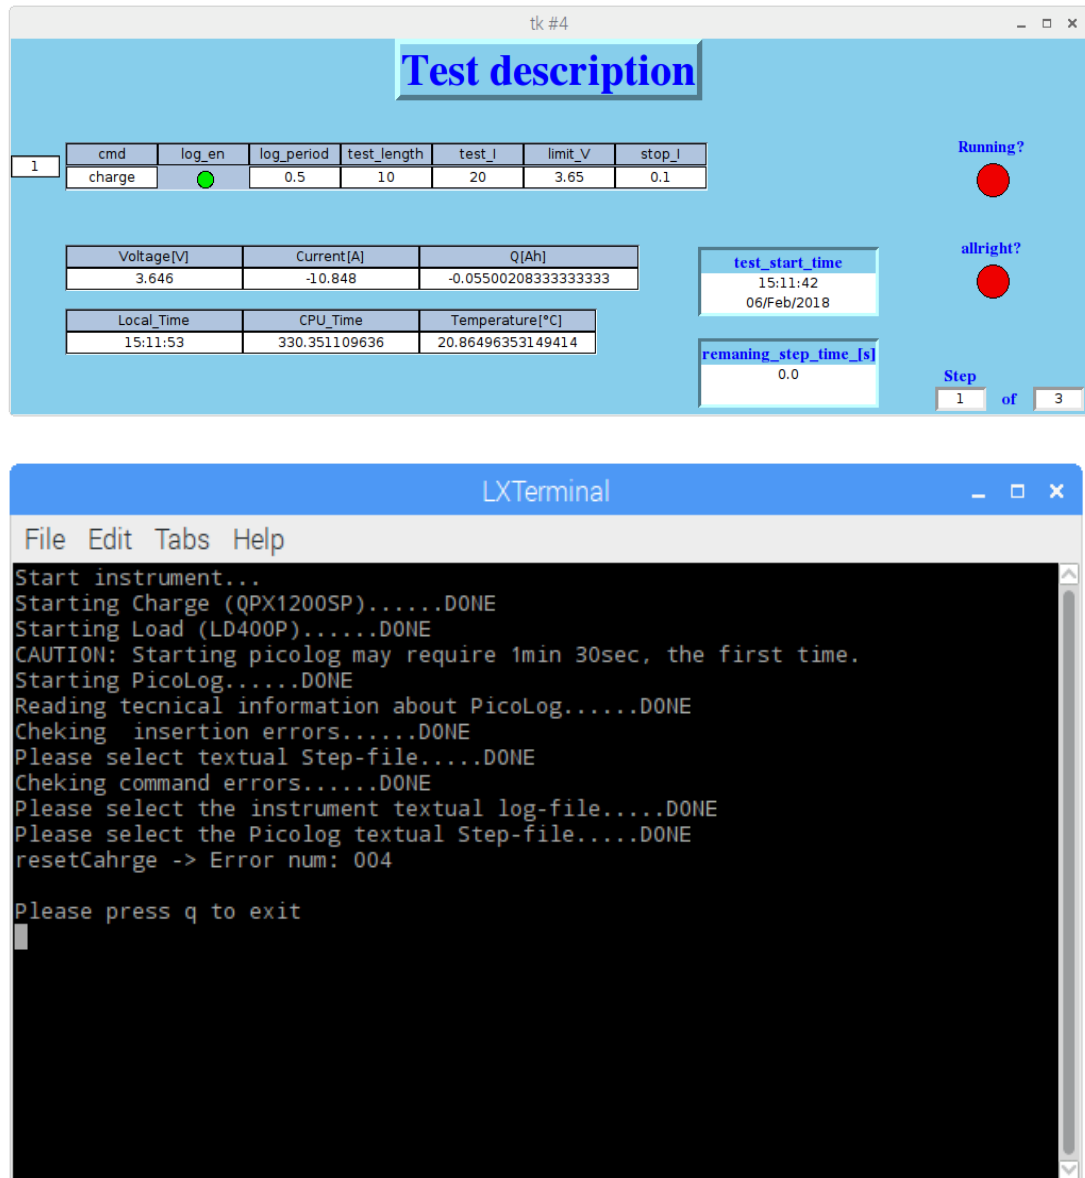 tk #4
Test description
1
cmd log_en log_period test_length test_I limit_V stop_I
charge 0.5 10 20 3.65 0.1
Running?
Voltage[V] Current[A] Q[Ah]
3.646 -10.848 -0.05500208333333333
allright?
test_start_time
15:11:42
06/Feb/2018
Local_Time CPU_Time Temperature[°C]
15:11:53 330.351109636 20.86496353149414
remaning_step_time_[s]
0.0
Step
1 of 3
LXTerminal
File Edit Tabs Help
Start instrument...
Starting Charge (QPX1200SP)......DONE
Starting Load (LD400P)......DONE
CAUTION: Starting picolog may require 1min 30sec, the first time.
Starting PicoLog......DONE
Reading tecnical information about PicoLog......DONE
Cheking  insertion errors......DONE
Please select textual Step-file.....DONE
Cheking command errors......DONE
Please select the instrument textual log-file.....DONE
Please select the Picolog textual Step-file.....DONE
resetCahrge -> Error num: 004
Please press q to exit